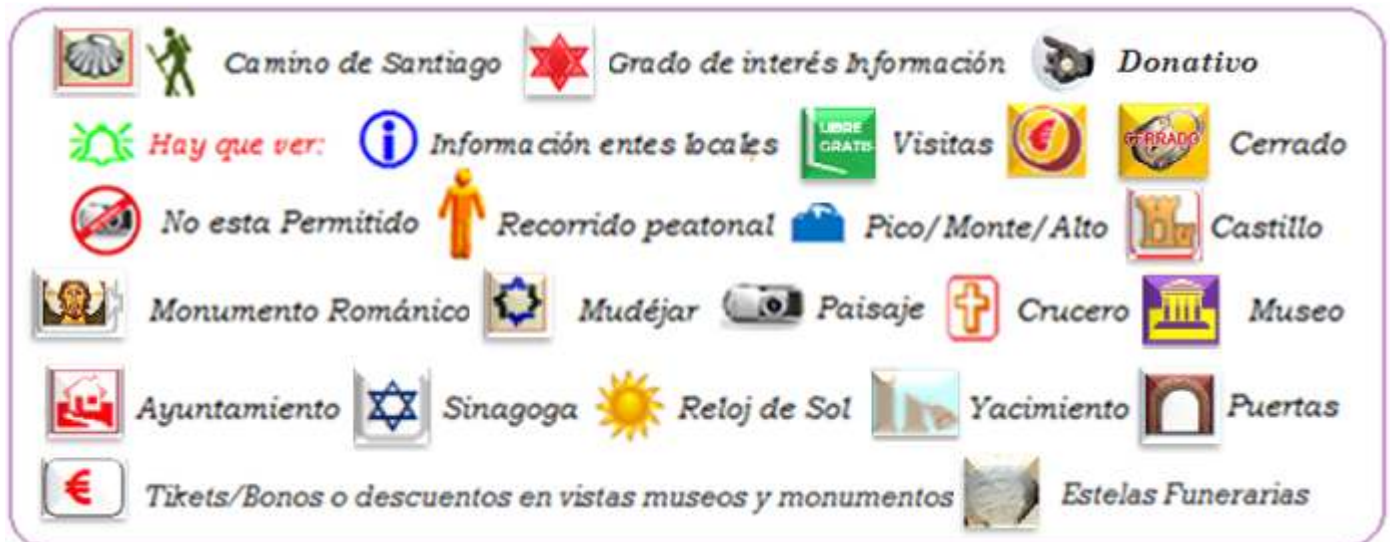 Camino de Santiago Grado de interés Información Donativo
Hay que ver: i Información entes locales LIBRE GRATIS Visitas € CERRADO Cerrado
No esta Permitido Recorrido peatonal Pico/Monte/Alto Castillo
Monumento Románico Mudéjar Paisaje Crucero Museo
Ayuntamiento Sinagoga Reloj de Sol Yacimiento Puertas
€ Tikets/Bonos o descuentos en vistas museos y monumentos Estelas Funerarias